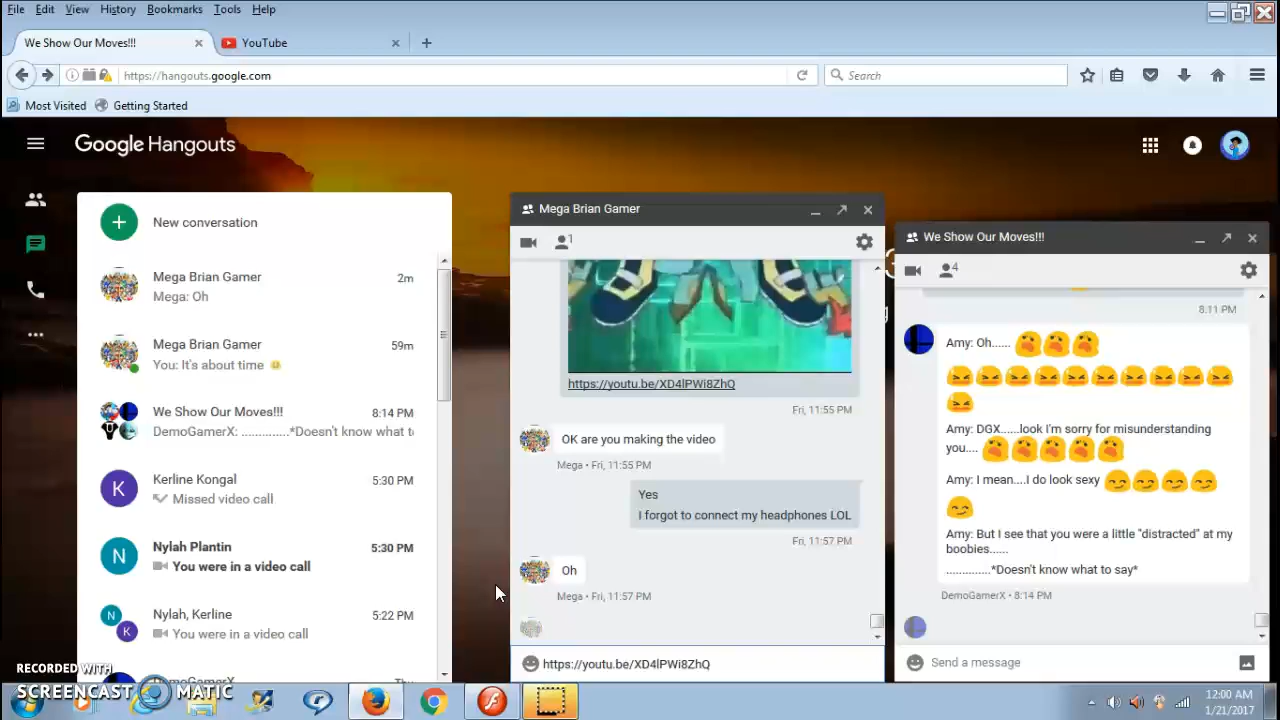 File Edit View History Bookmarks Tools Help
We Show Our Moves!!!
YouTube
https://hangouts.google.com
Search
Most Visited
Getting Started
Google Hangouts
New conversation
Mega Brian Gamer 2m
Mega: Oh
Mega Brian Gamer 59m
You: It's about time
We Show Our Moves!!! 8:14 PM
DemoGamerX: ..............*Doesn't know what to
Kerline Kongal 5:30 PM
Missed video call
K
Nylah Plantin 5:30 PM
You were in a video call
N
Nylah, Kerline 5:22 PM
You were in a video call
N
K
Mega Brian Gamer
1
https://youtu.be/XD4lPWi8ZhQ
Fri, 11:55 PM
OK are you making the video
Mega • Fri, 11:55 PM
Yes
I forgot to connect my headphones LOL
Fri, 11:57 PM
Oh
Mega • Fri, 11:57 PM
https://youtu.be/XD4lPWi8ZhQ
We Show Our Moves!!!
4
8:11 PM
Amy: Oh......
Amy: DGX......look I'm sorry for misunderstanding
you....
Amy: I mean....I do look sexy
Amy: But I see that you were a little "distracted" at my
boobies......
..............*Doesn't know what to say*
DemoGamerX • 8:14 PM
Send a message
RECORDED WITH
SCREENCAST MATIC
12:00 AM
1/21/2017